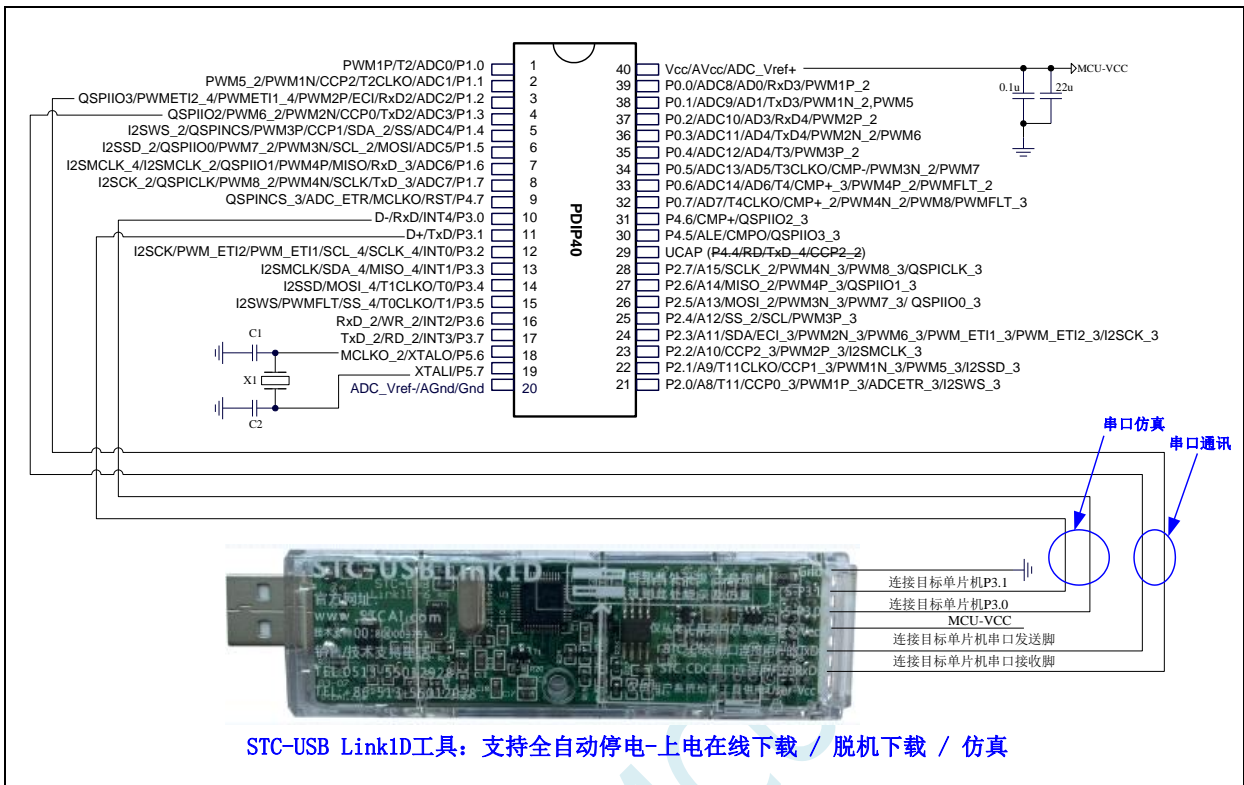 PWM1P/T2/ADC0/P1.0
PWM5_2/PWM1N/CCP2/T2CLKO/ADC1/P1.1
QSPIIO3/PWMETI2_4/PWMETI1_4/PWM2P/ECI/RxD2/ADC2/P1.2
QSPIIO2/PWM6_2/PWM2N/CCP0/TxD2/ADC3/P1.3
I2SWS_2/QSPINCS/PWM3P/CCP1/SDA_2/SS/ADC4/P1.4
I2SSD_2/QSPIIO0/PWM7_2/PWM3N/SCL_2/MOSI/ADC5/P1.5
I2SMCLK_4/I2SMCLK_2/QSPIIO1/PWM4P/MISO/RxD_3/ADC6/P1.6
I2SCK_2/QSPICLK/PWM8_2/PWM4N/SCLK/TxD_3/ADC7/P1.7
QSPINCS_3/ADC_ETR/MCLKO/RST/P4.7
D-/RxD/INT4/P3.0
D+/TxD/P3.1
I2SCK/PWM_ETI2/PWM_ETI1/SCL_4/SCLK_4/INT0/P3.2
I2SMCLK/SDA_4/MISO_4/INT1/P3.3
I2SSD/MOSI_4/T1CLKO/T0/P3.4
I2SWS/PWMFLT/SS_4/T0CLKO/T1/P3.5
RxD_2/WR_2/INT2/P3.6
TxD_2/RD_2/INT3/P3.7
MCLKO_2/XTALO/P5.6
XTALI/P5.7
ADC_Vref-/AGnd/Gnd
1
2
3
4
5
6
7
8
9
10
11
12
13
14
15
16
17
18
19
20
PDIP40
40 Vcc/AVcc/ADC_Vref+
39 P0.0/ADC8/AD0/RxD3/PWM1P_2
38 P0.1/ADC9/AD1/TxD3/PWM1N_2,PWM5
37 P0.2/ADC10/AD3/RxD4/PWM2P_2
36 P0.3/ADC11/AD4/TxD4/PWM2N_2/PWM6
35 P0.4/ADC12/AD4/T3/PWM3P_2
34 P0.5/ADC13/AD5/T3CLKO/CMP-/PWM3N_2/PWM7
33 P0.6/ADC14/AD6/T4/CMP+_3/PWM4P_2/PWMFLT_2
32 P0.7/AD7/T4CLKO/CMP+_2/PWM4N_2/PWM8/PWMFLT_3
31 P4.6/CMP+/QSPIIO2_3
30 P4.5/ALE/CMPO/QSPIIO3_3
29 UCAP (P4.4/RD/TxD_4/CCP2_2)
28 P2.7/A15/SCLK_2/PWM4N_3/PWM8_3/QSPICLK_3
27 P2.6/A14/MISO_2/PWM4P_3/QSPIIO1_3
26 P2.5/A13/MOSI_2/PWM3N_3/PWM7_3/ QSPIIO0_3
25 P2.4/A12/SS_2/SCL/PWM3P_3
24 P2.3/A11/SDA/ECI_3/PWM2N_3/PWM6_3/PWM_ETI1_3/PWM_ETI2_3/I2SCK_3
23 P2.2/A10/CCP2_3/PWM2P_3/I2SMCLK_3
22 P2.1/A9/T11CLKO/CCP1_3/PWM1N_3/PWM5_3/I2SSD_3
21 P2.0/A8/T11/CCP0_3/PWM1P_3/ADCETR_3/I2SWS_3
MCU-VCC
0.1u
22u
C1
X1
C2
串口仿真
串口通讯
STC-USB Link1D
官方网址:
www.STCAI.com
Gnd
S-P3.1
连接目标单片机P3.1
连接目标单片机P3.0
MCU-VCC
连接目标单片机串口发送脚
连接目标单片机串口接收脚
STC-USB Link1D工具: 支持全自动停电-上电在线下载 / 脱机下载 / 仿真